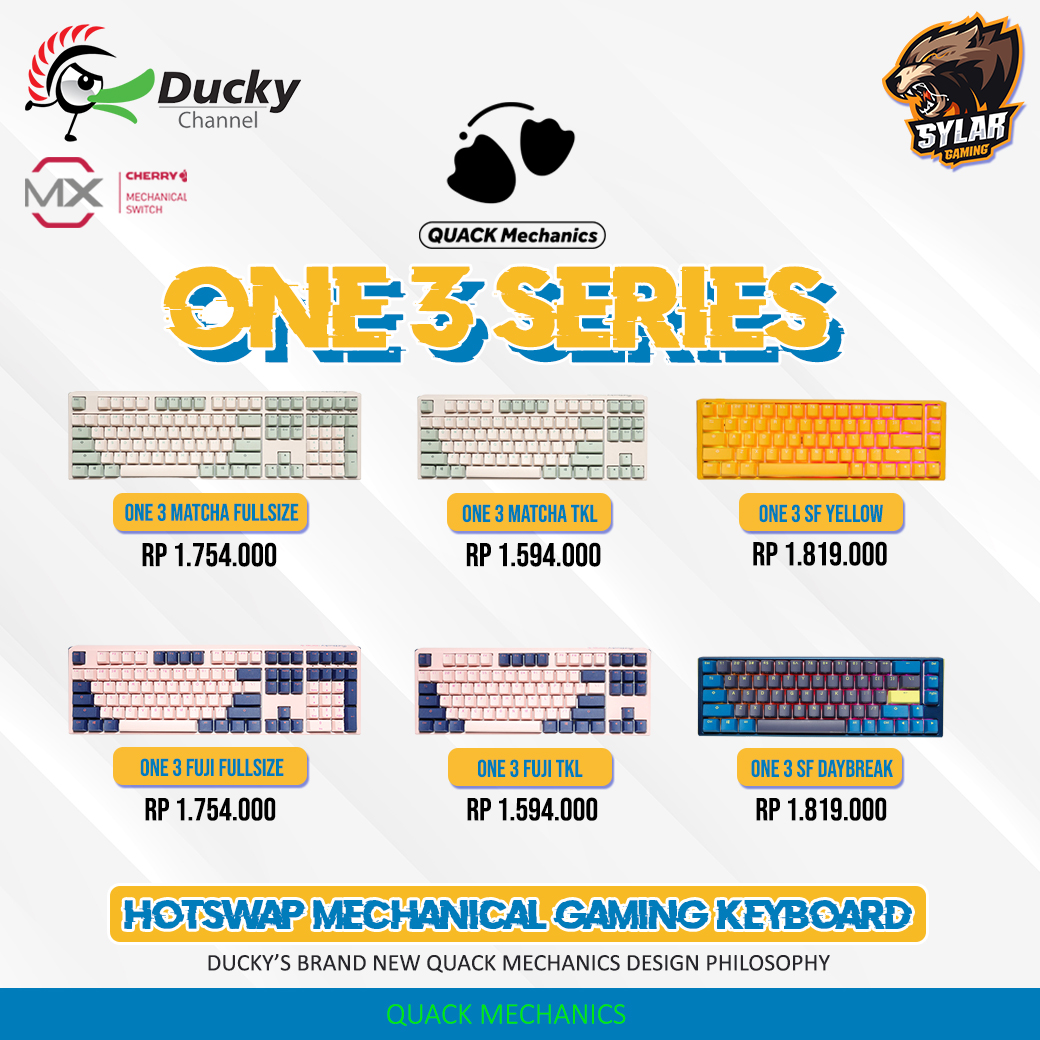 Ducky
Channel
SYLAR
GAMING
MX
CHERRY
MECHANICAL
SWITCH
QUACK Mechanics
ONE 3 SERIES
ONE 3 MATCHA FULLSIZE
RP 1.754.000
ONE 3 MATCHA TKL
RP 1.594.000
ONE 3 SF YELLOW
RP 1.819.000
ONE 3 FUJI FULLSIZE
RP 1.754.000
ONE 3 FUJI TKL
RP 1.594.000
ONE 3 SF DAYBREAK
RP 1.819.000
HOTSWAP MECHANICAL GAMING KEYBOARD
DUCKY'S BRAND NEW QUACK MECHANICS DESIGN PHILOSOPHY
QUACK MECHANICS